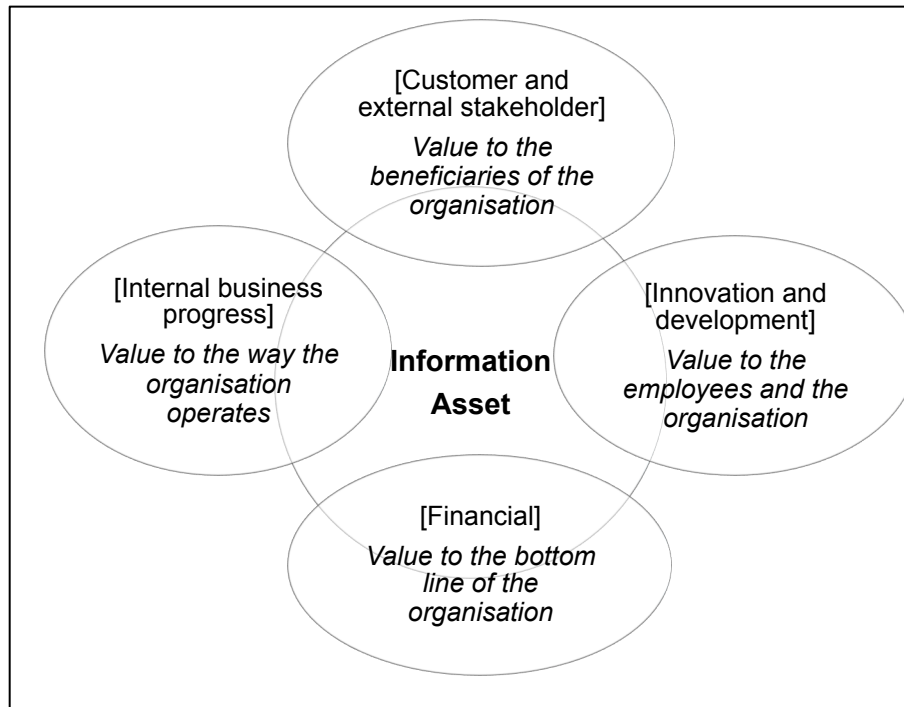 [Customer and
external stakeholder]
Value to the
beneficiaries of the
organisation
[Internal business
progress]
Value to the way the
organisation
operates
Information
Asset
[Innovation and
development]
Value to the
employees and the
organisation
[Financial]
Value to the bottom
line of the
organisation